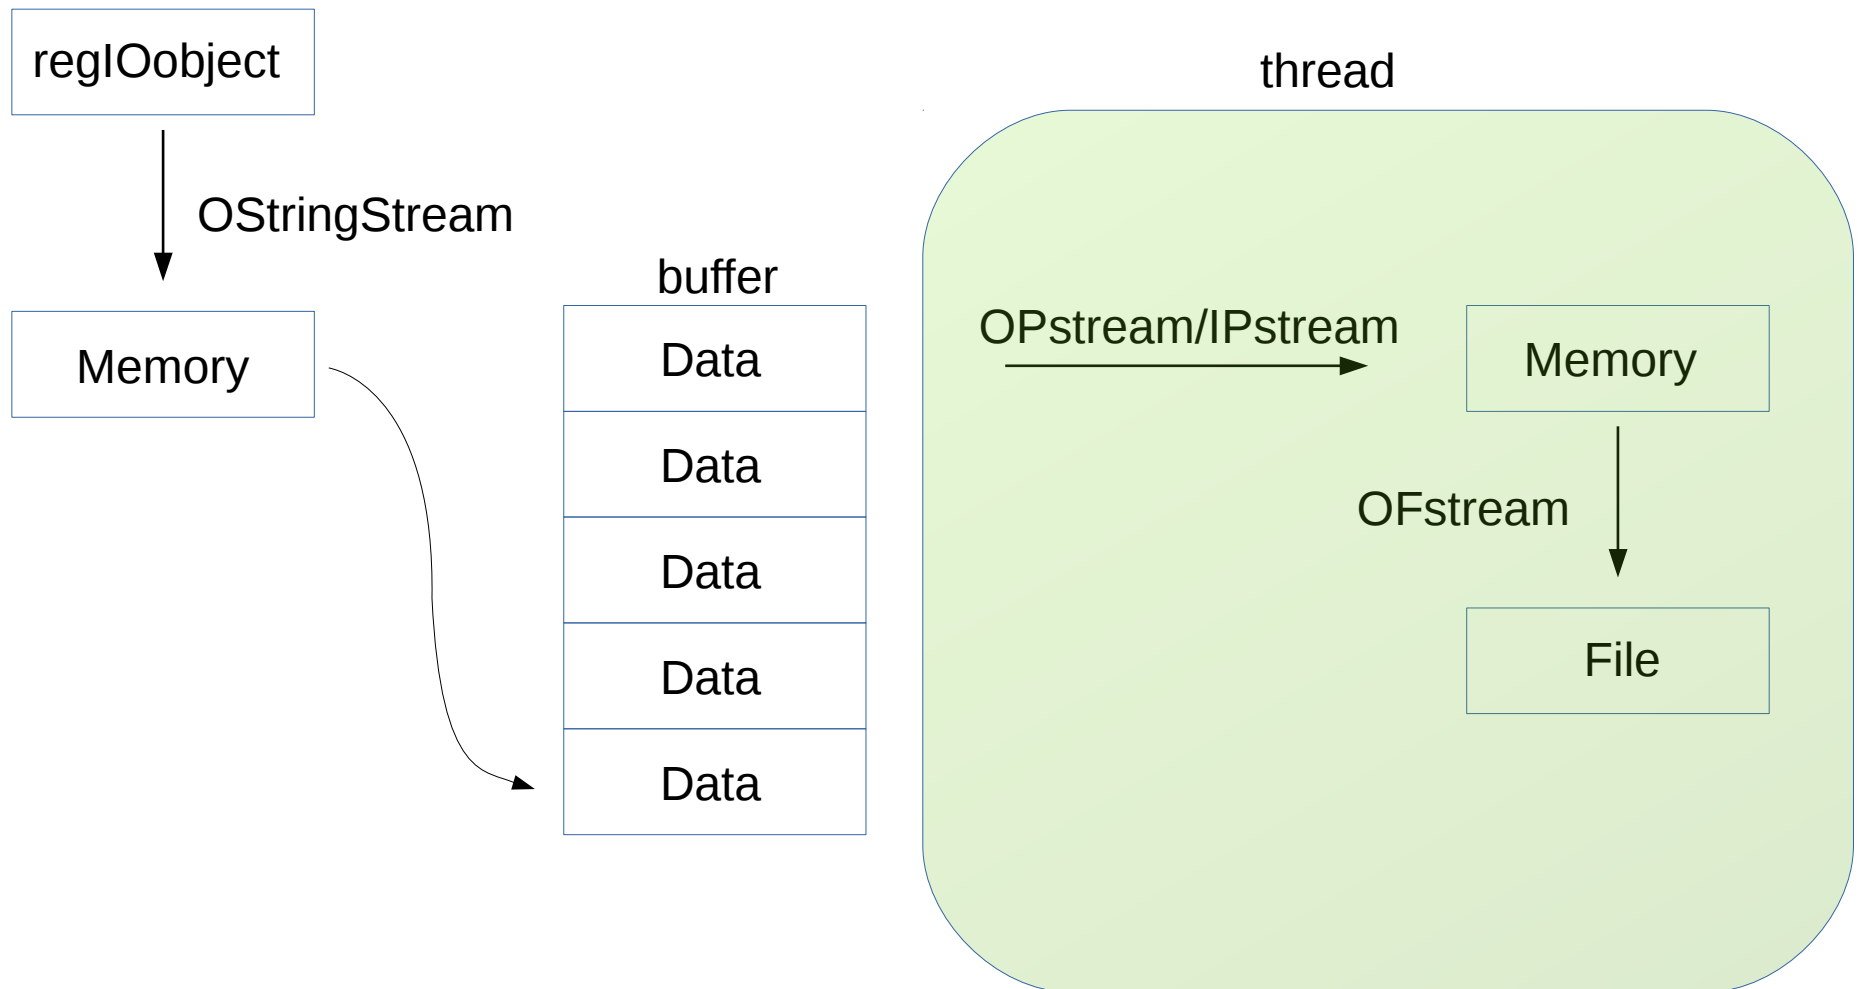 regIOobject
OStringStream
Memory
buffer
Data
Data
Data
Data
Data
thread
OPstream/IPstream
Memory
OFstream
File